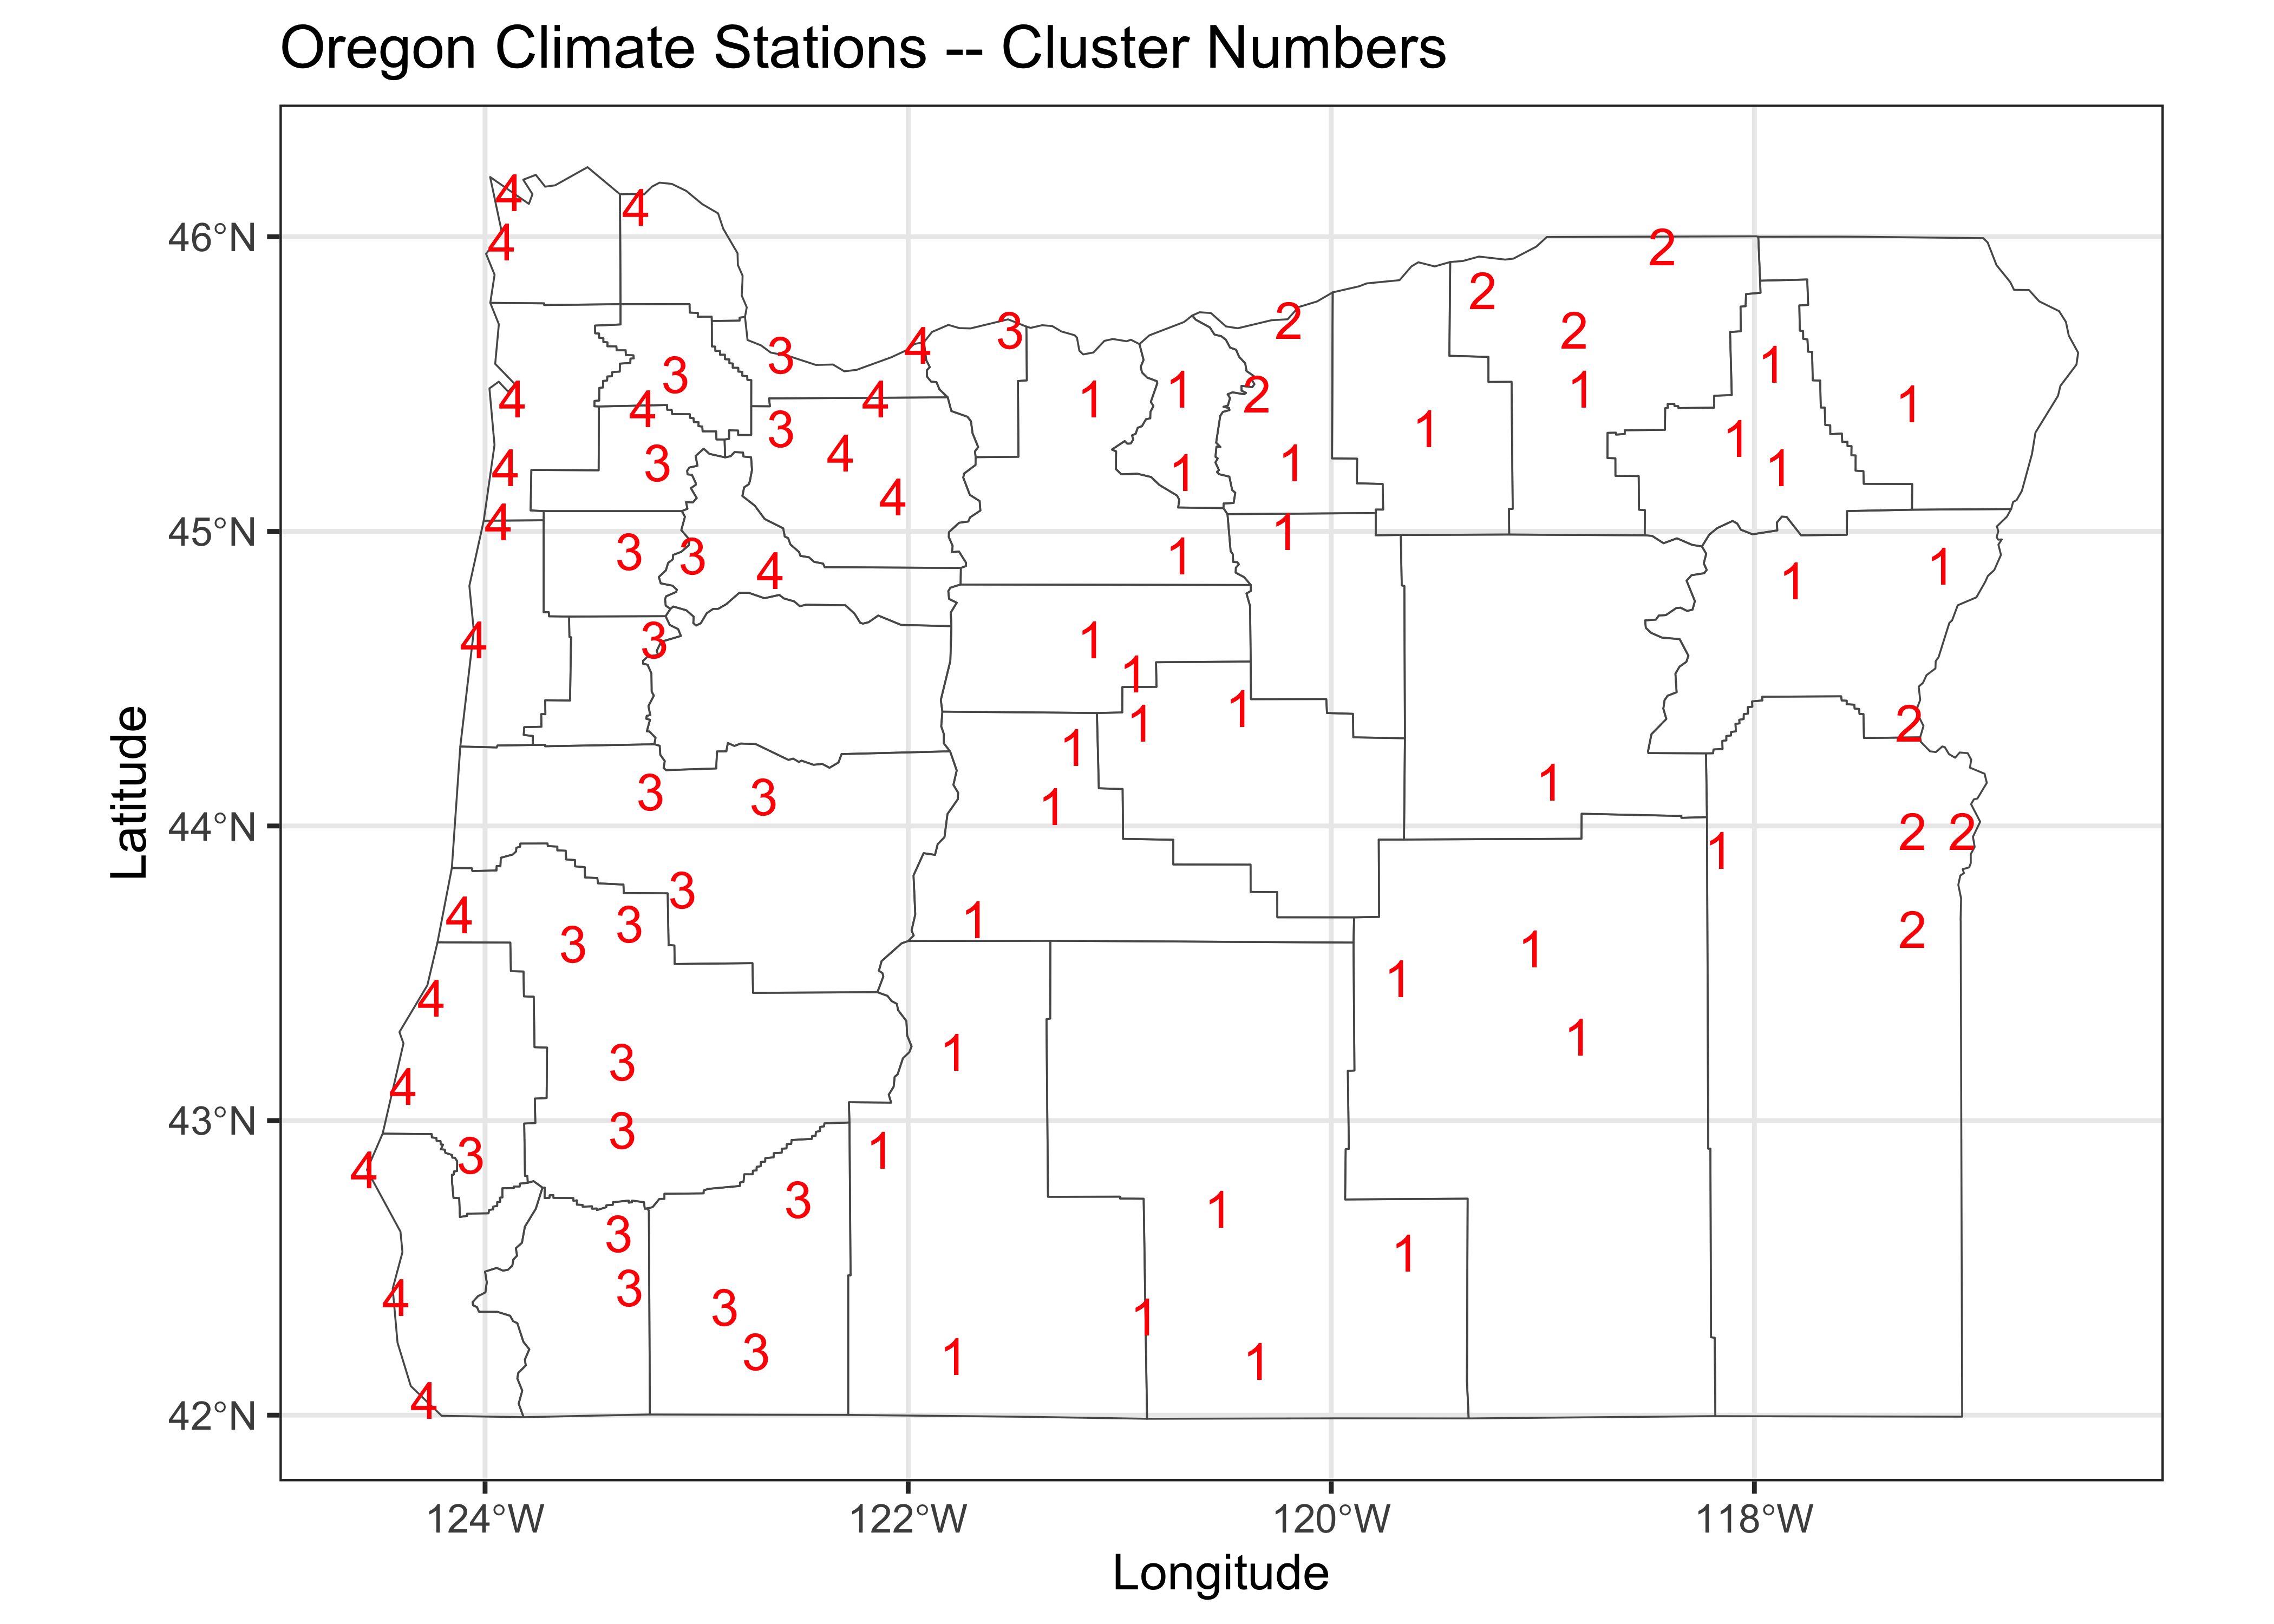 Oregon Climate Stations -- Cluster Numbers
4
4
46°N 4 2
2
2 3 2
4 3 1
3
4 4 4 1 1 2 1 1
3 3 1 1
4 4 3 1 1 1
4
45°N 4 1
3 3 4 1 1 1
4 3 1
1
1 1 2
1
3 3 1 1
44°N 2 2
1
3
4 3 1 2
3 1
4 1
3 1 1
4
43°N 3
4 3 1
3 1
3 1
4 3 3 1
3 1 1
42°N 4
124°W 122°W 120°W 118°W
Longitude
Latitude